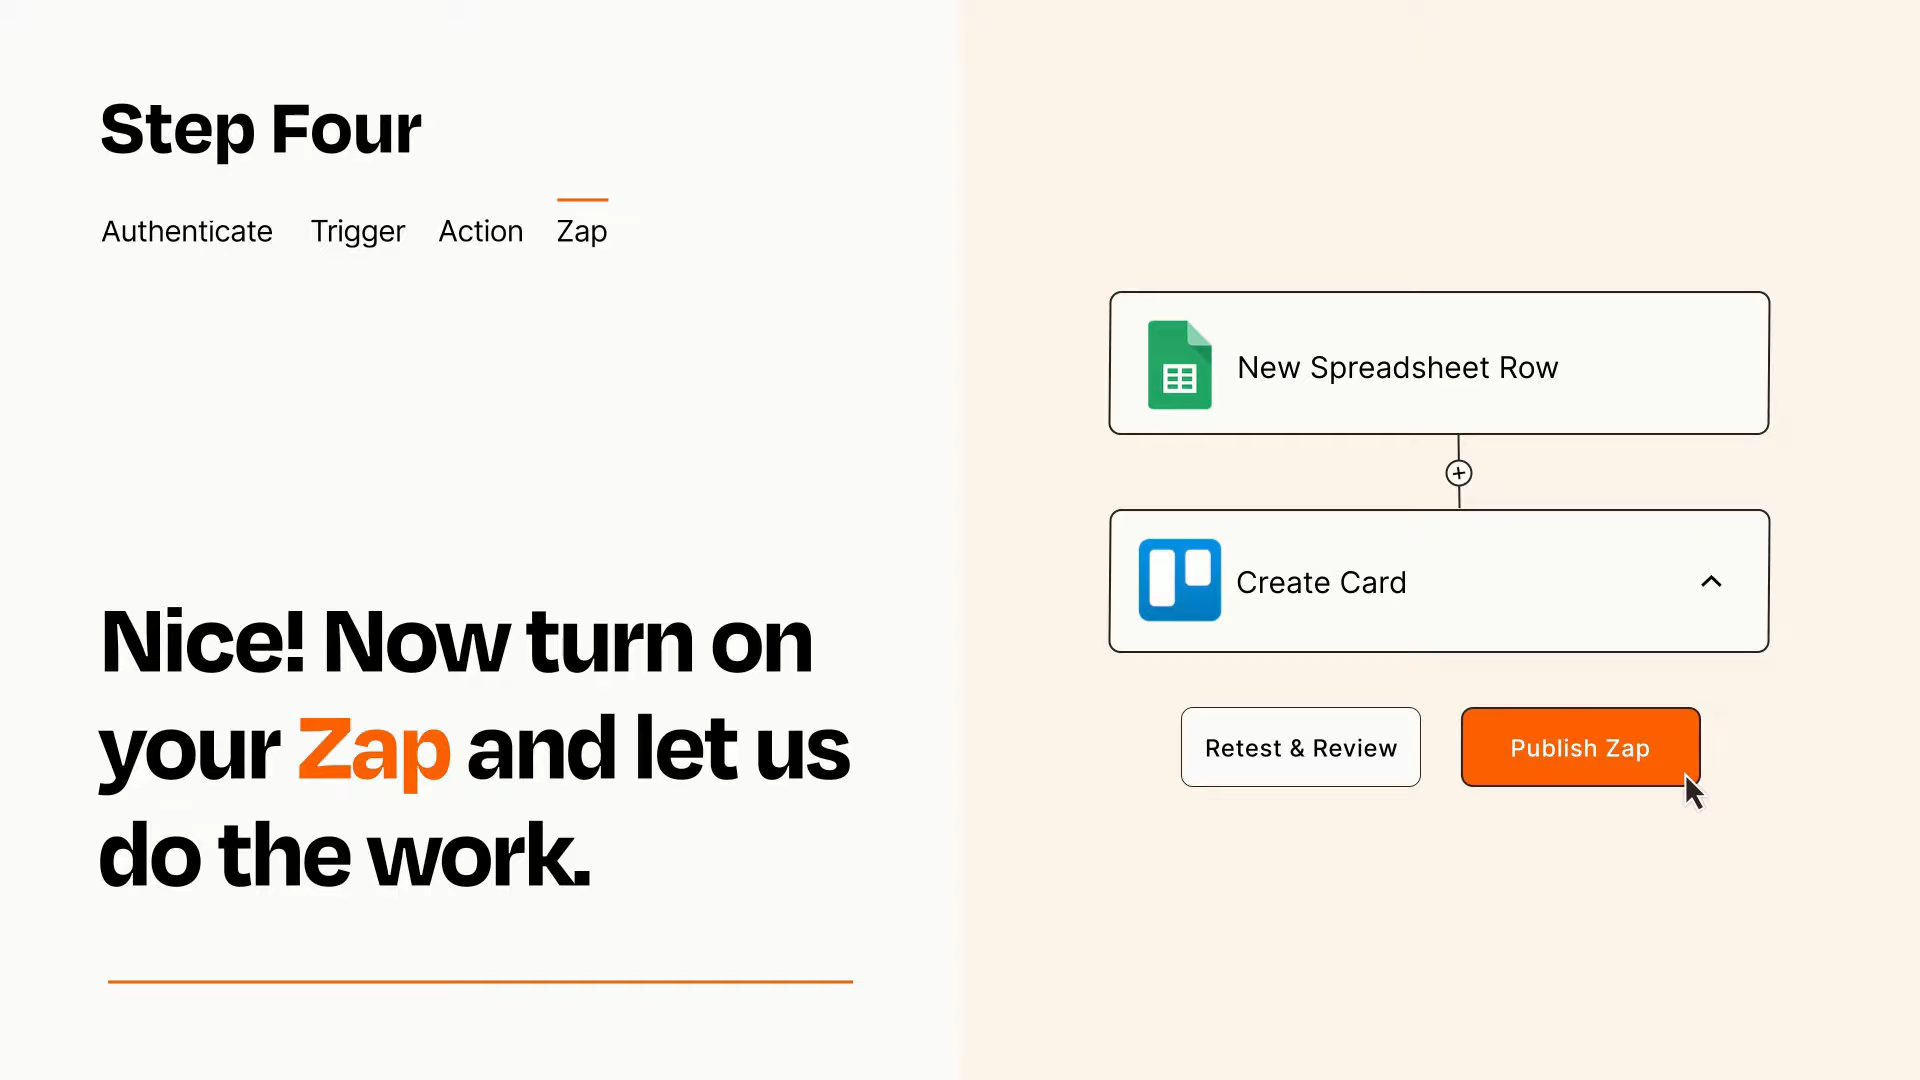 Step Four
Authenticate Trigger Action Zap
Nice! Now turn on
your Zap and let us
do the work.
New Spreadsheet Row
Create Card
Retest & Review
Publish Zap